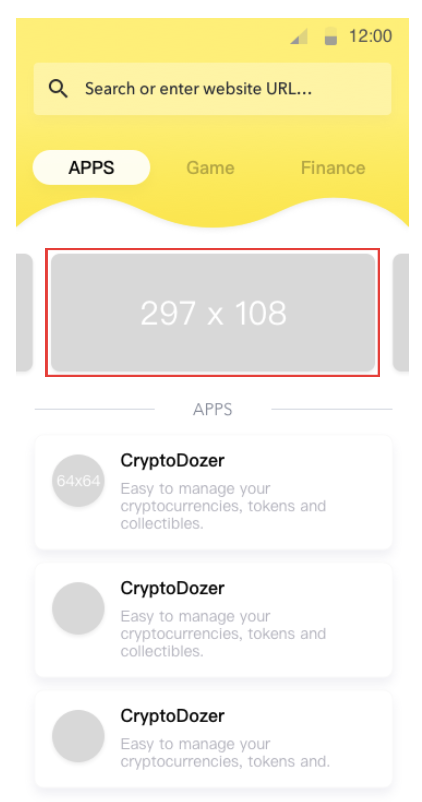 12:00
Search or enter website URL...
APPS
Game
Finance
297 x 108
APPS
64x64
CryptoDozer
Easy to manage your
cryptocurrencies, tokens and
collectibles.
CryptoDozer
Easy to manage your
cryptocurrencies, tokens and
collectibles.
CryptoDozer
Easy to manage your
cryptocurrencies, tokens and.